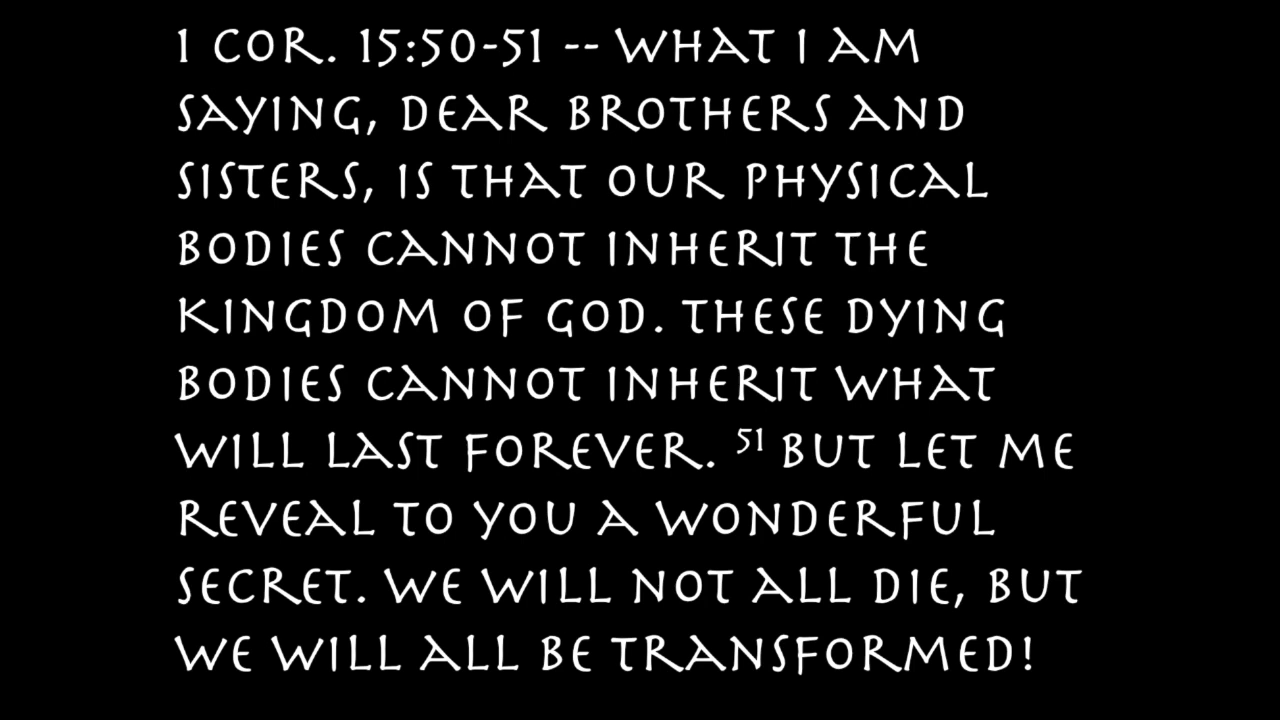 1 COR. 15:50-51 -- WHAT I AM
SAYING, DEAR BROTHERS AND
SISTERS, IS THAT OUR PHYSICAL
BODIES CANNOT INHERIT THE
KINGDOM OF GOD. THESE DYING
BODIES CANNOT INHERIT WHAT
WILL LAST FOREVER. 51 BUT LET ME
REVEAL TO YOU A WONDERFUL
SECRET. WE WILL NOT ALL DIE, BUT
WE WILL ALL BE TRANSFORMED!